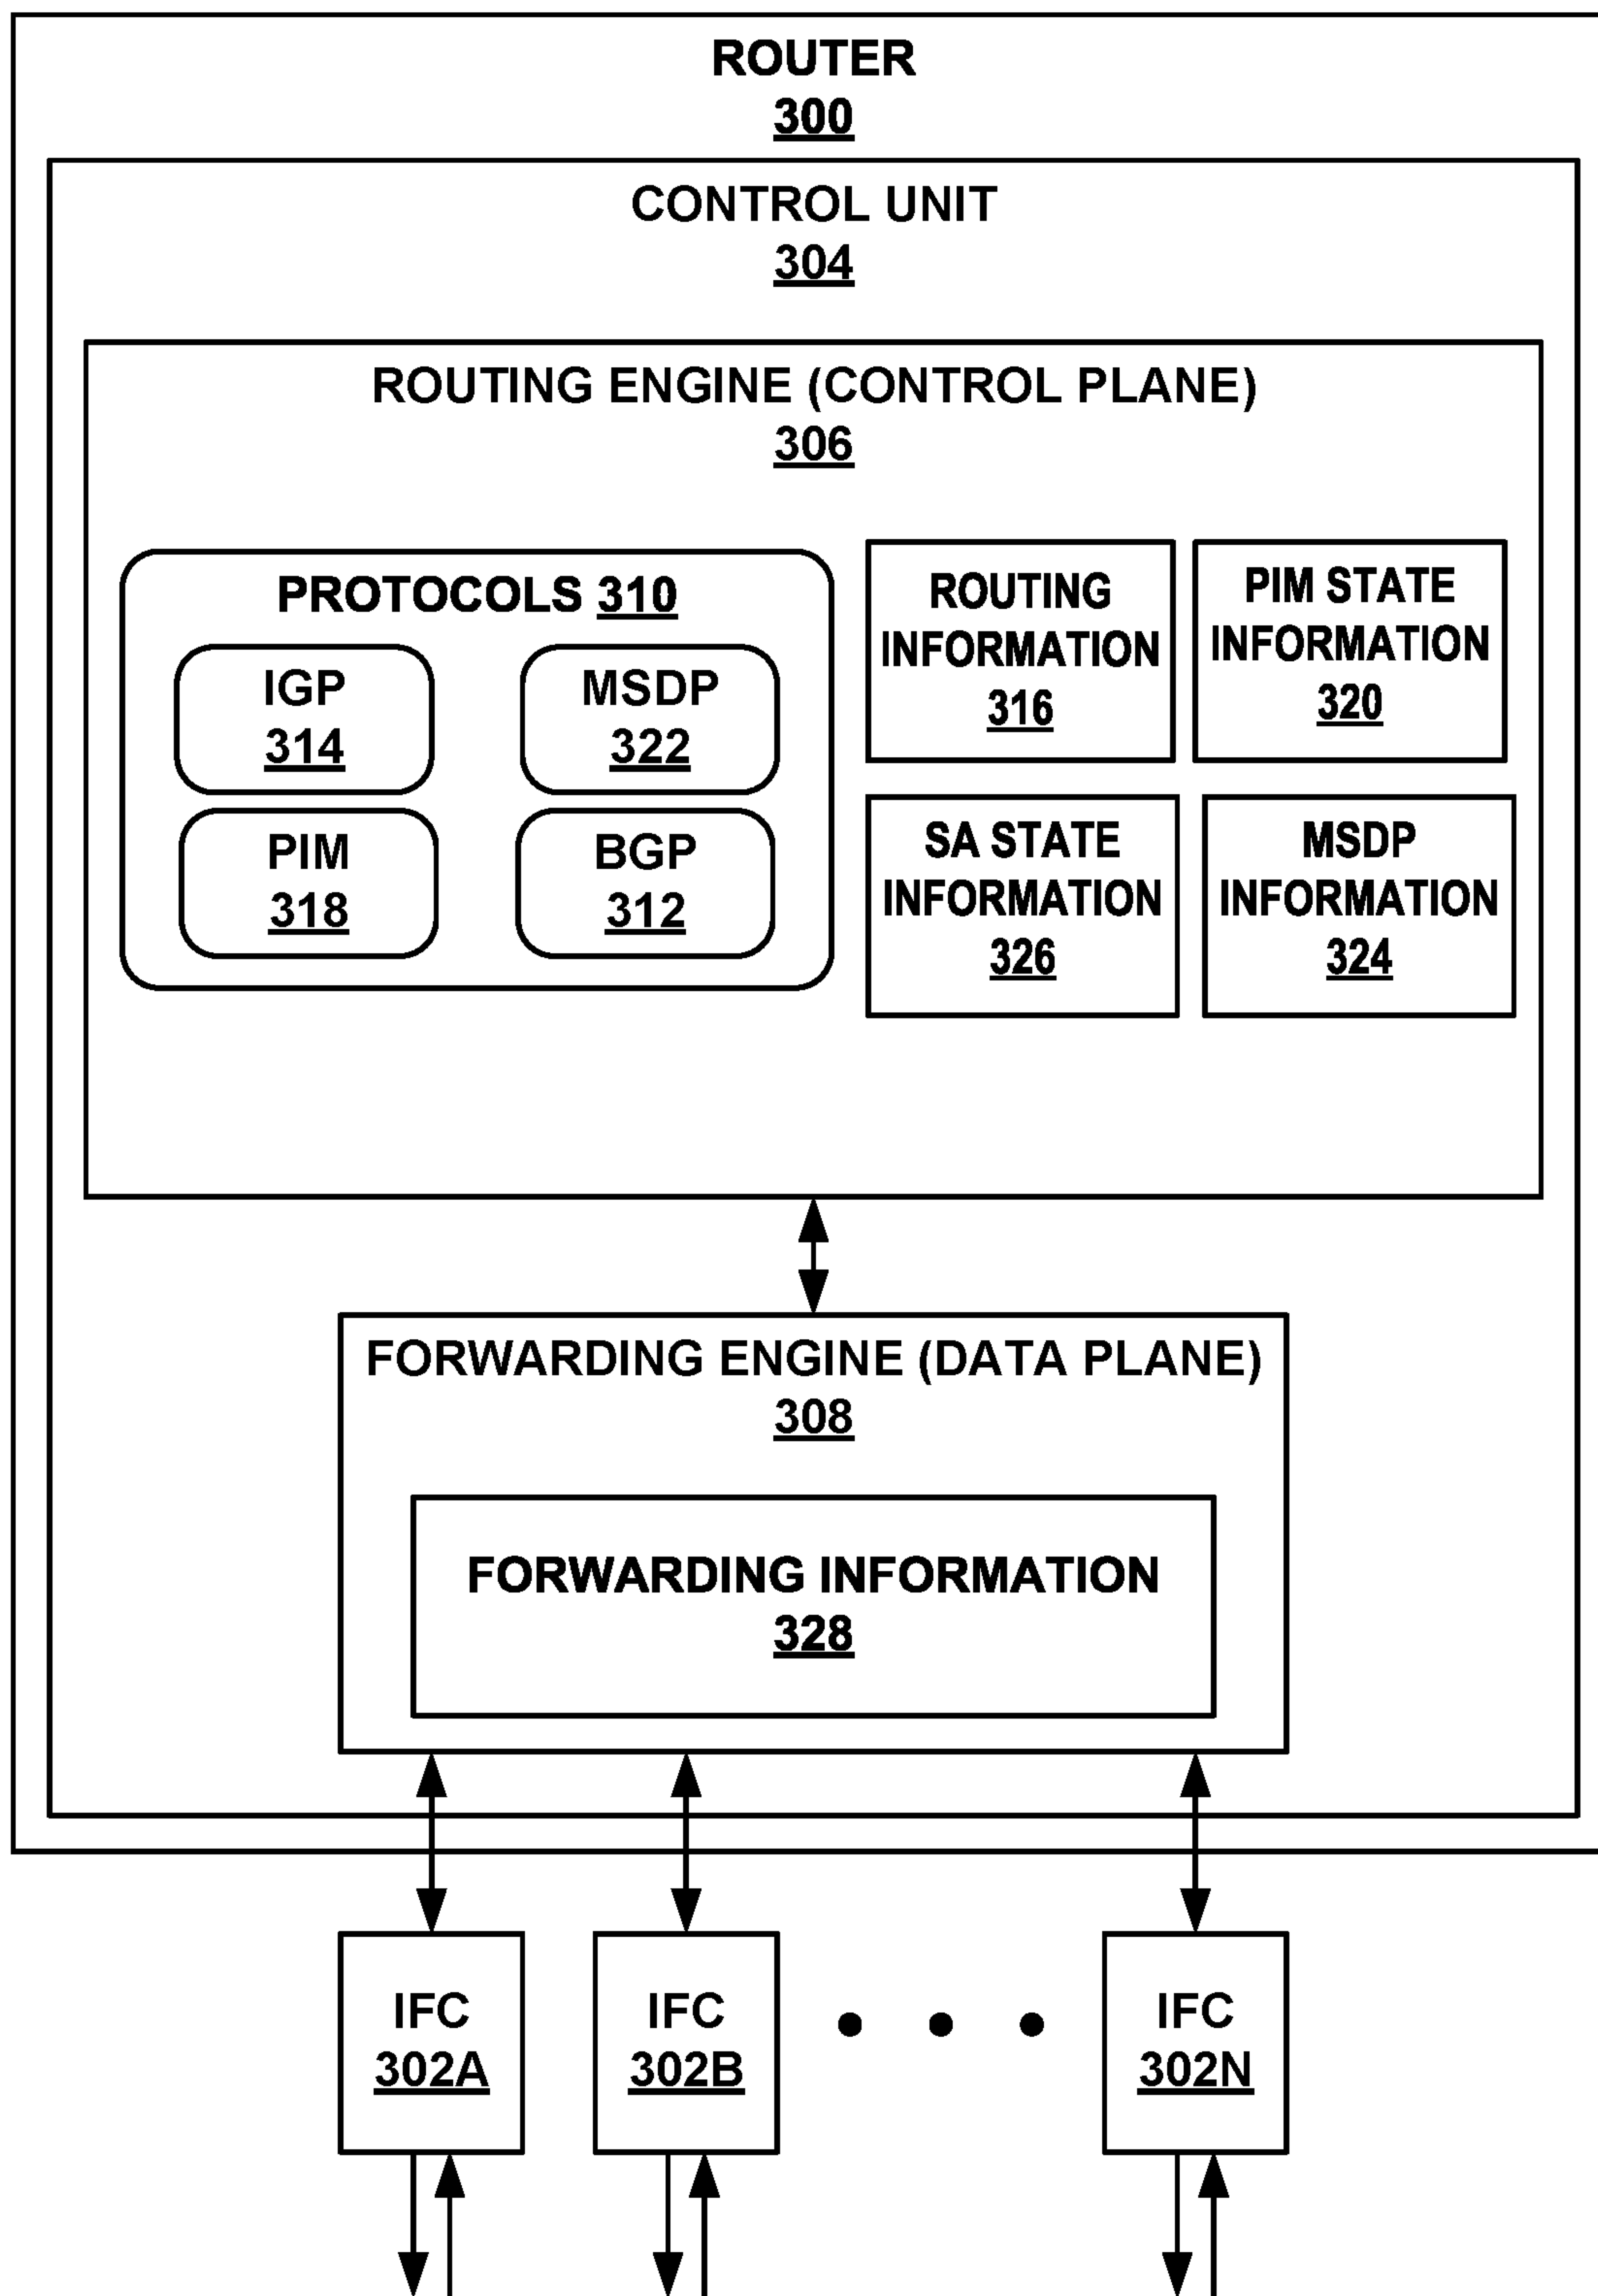 ROUTER
300
CONTROL UNIT
304
ROUTING ENGINE (CONTROL PLANE)
306
PROTOCOLS 310
IGP
314
MSDP
322
PIM
318
BGP
312
ROUTING
INFORMATION
316
PIM STATE
INFORMATION
320
SA STATE
INFORMATION
326
MSDP
INFORMATION
324
FORWARDING ENGINE (DATA PLANE)
308
FORWARDING INFORMATION
328
IFC
302A
IFC
302B
IFC
302N